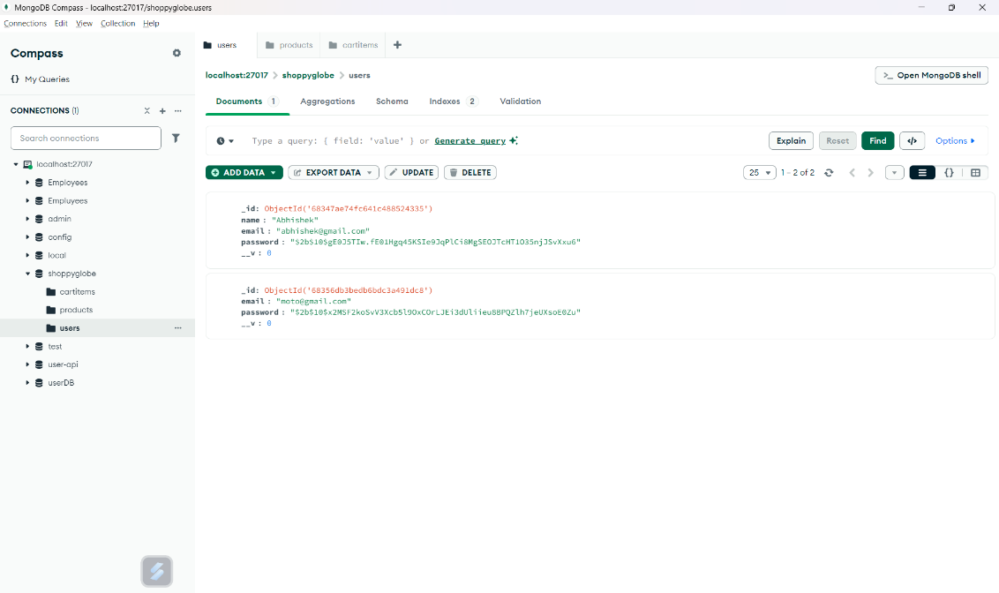 MongoDB Compass - localhost:27017/shoppyglobe.users
Connections Edit View Collection Help
Compass
{} My Queries
CONNECTIONS (1)
Search connections
localhost:27017
Employees
Empluyees
admin
config
local
shoppyglobe
cartitems
products
users
test
user-api
userDB
users products cartitems
localhost:27017 > shoppyglobe > users
>_ Open MongoDB shell
Documents 1 Aggregations Schema Indexes 2 Validation
Type a query: { field: 'value' } or Generate query
Explain Reset Find </> Options
ADD DATA EXPORT DATA UPDATE DELETE
25 1 – 2 of 2 {}
_id: ObjectId('68347ae74fc641c488524335')
name : "Abhishek"
email : "abhishek@gmail.com"
password : "$2b$10$gE0J5TIw.fE01Hgq45KSIe9JqPlCi8MgSEOJTcHT1O35njJSvXxu6"
__v : 0
_id: ObjectId('68356db3bedb6bdc3a491dc8')
email : "moto@gmail.com"
password : "$2b$10$x2MSF2koSvV3Xcb5l9OxCOrLJEi3dUliieu8BPQZlh7jeUXsoE0Zu"
__v : 0